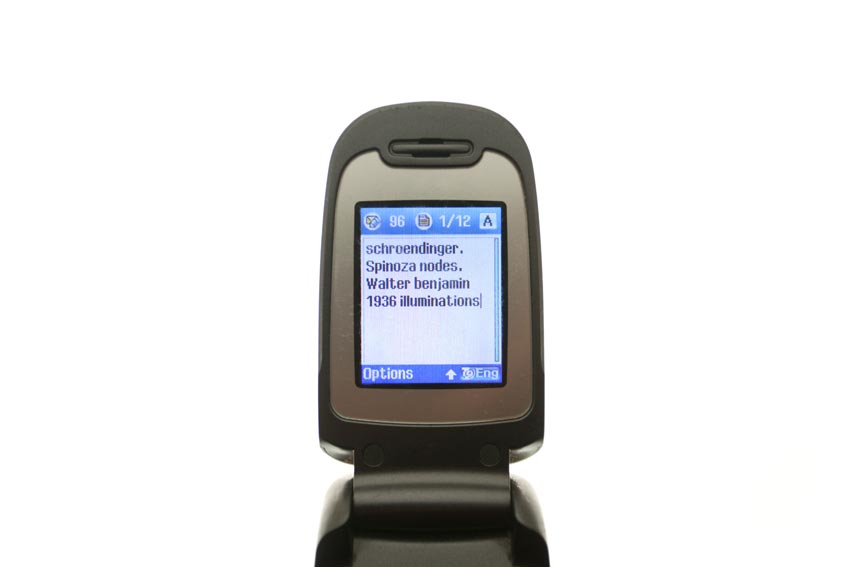 96 1/12 A
schroendinger.
Spinoza nodes.
Walter benjamin
1936 illuminations
Options Eng